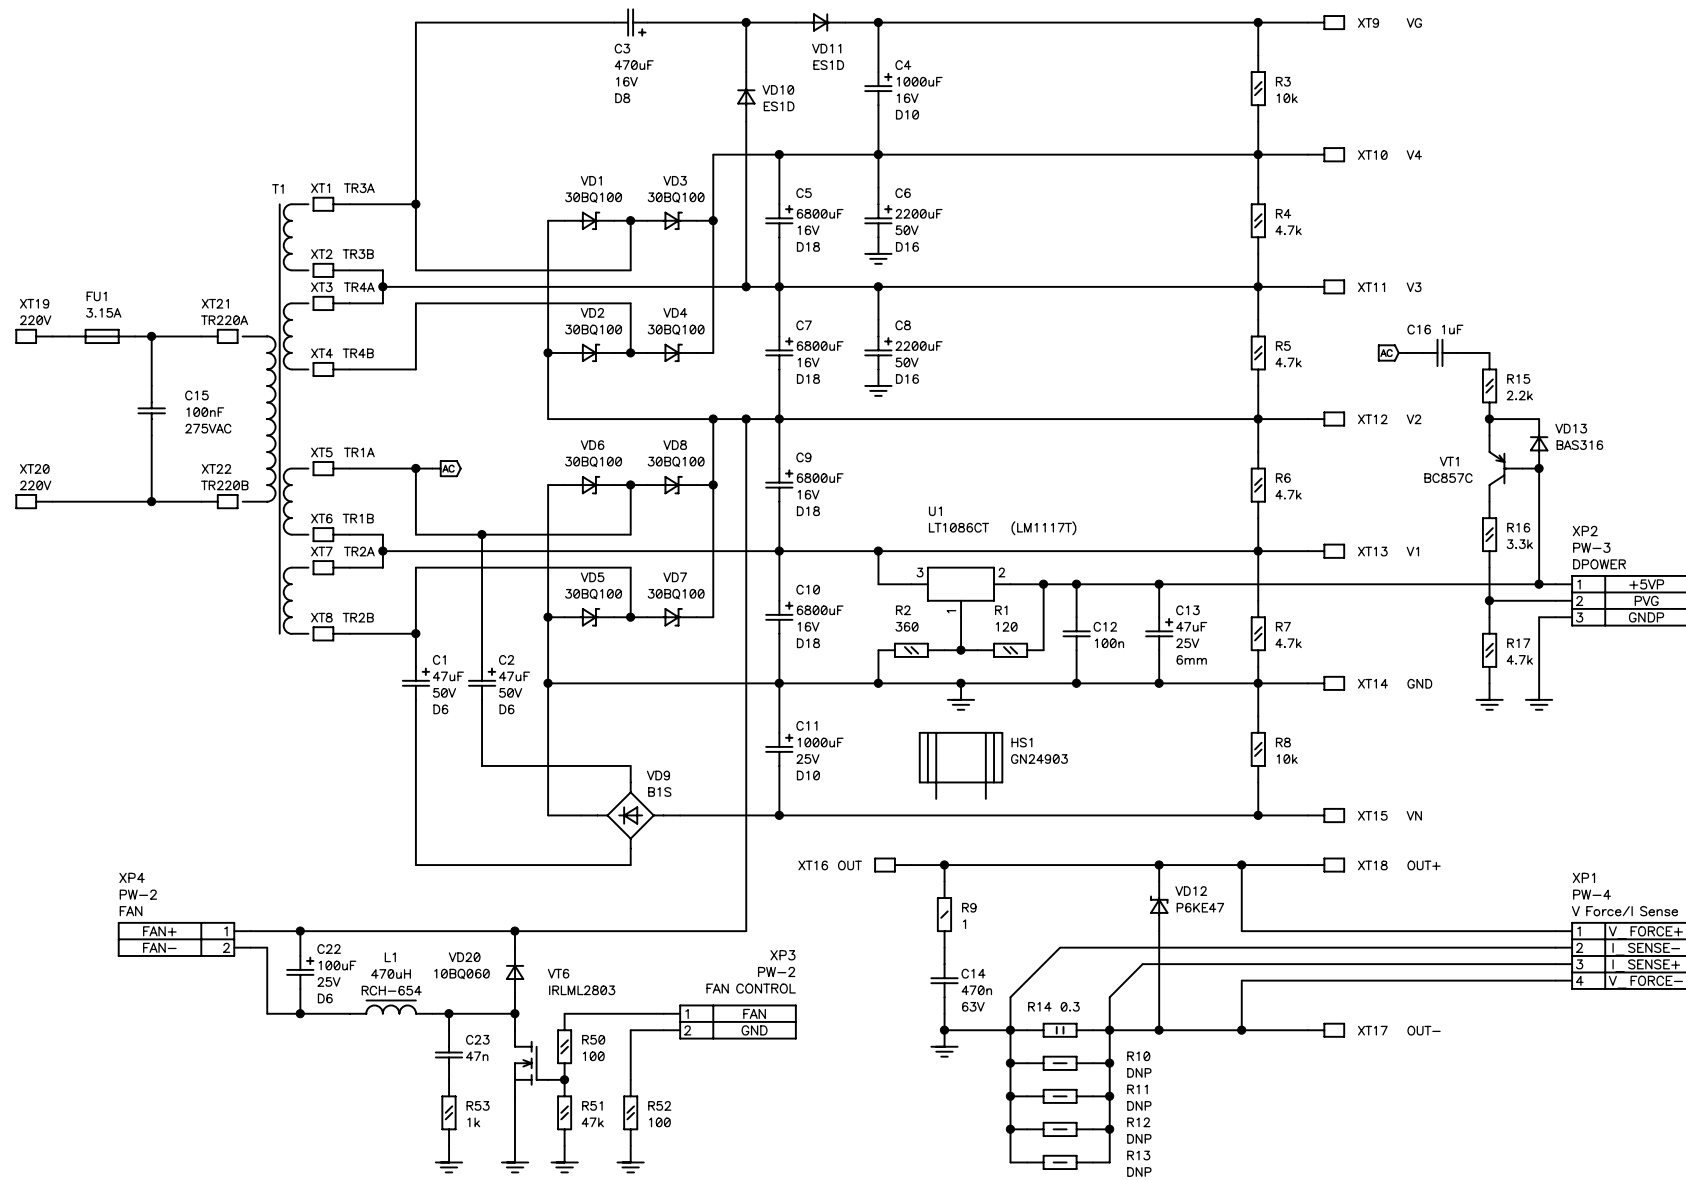 XT9 VG
C3
470uF
16V
D8
VD11
ES1D
VD10
ES1D
C4
+
1000uF
16V
D10
R3
10k
XT10 V4
T1
XT1 TR3A
XT2 TR3B
XT3 TR4A
XT4 TR4B
VD1
30BQ100
VD3
30BQ100
C5
+
6800uF
16V
D18
C6
+
2200uF
50V
D16
R4
4.7k
XT11 V3
XT19
220V
FU1
3.15A
XT21
TR220A
VD2
30BQ100
VD4
30BQ100
C7
+
6800uF
16V
D18
C8
+
2200uF
50V
D16
R5
4.7k
C16 1uF
AC
R15
2.2k
C15
100nF
275VAC
XT12 V2
VD13
BAS316
VT1
BC857C
XT20
220V
XT22
TR220B
XT5 TR1A
AC
XT6 TR1B
XT7 TR2A
XT8 TR2B
VD6
30BQ100
VD8
30BQ100
C9
+
6800uF
16V
D18
R6
4.7k
U1
LT1086CT (LM1117T)
3
2
1
XT13 V1
R16
3.3k
XP2
PW-3
DPOWER
1 +5VP
2 PVG
3 GNDP
VD5
30BQ100
VD7
30BQ100
C10
+
6800uF
16V
D18
R2
360
R1
120
C12
100n
C13
+
47uF
25V
6mm
R7
4.7k
R17
4.7k
C1
+
47uF
50V
D6
C2
+
47uF
50V
D6
XT14 GND
C11
+
1000uF
25V
D10
HS1
GN24903
R8
10k
VD9
B1S
XT15 VN
XT16 OUT
XT18 OUT+
XP4
PW-2
FAN
FAN+ 1
FAN- 2
R9
1
VD12
P6KE47
XP1
PW-4
V Force/I Sense
1 V_FORCE+
2 I_SENSE-
3 I_SENSE+
4 V_FORCE-
C22
+
100uF
25V
D6
L1
470uH
RCH-654
VD20
10BQ060
VT6
IRLML2803
XP3
PW-2
FAN CONTROL
1 FAN
2 GND
C14
470n
63V
R14 0.3
XT17 OUT-
C23
47n
R50
100
R10
DNP
R11
DNP
R12
DNP
R13
DNP
R53
1k
R51
47k
R52
100